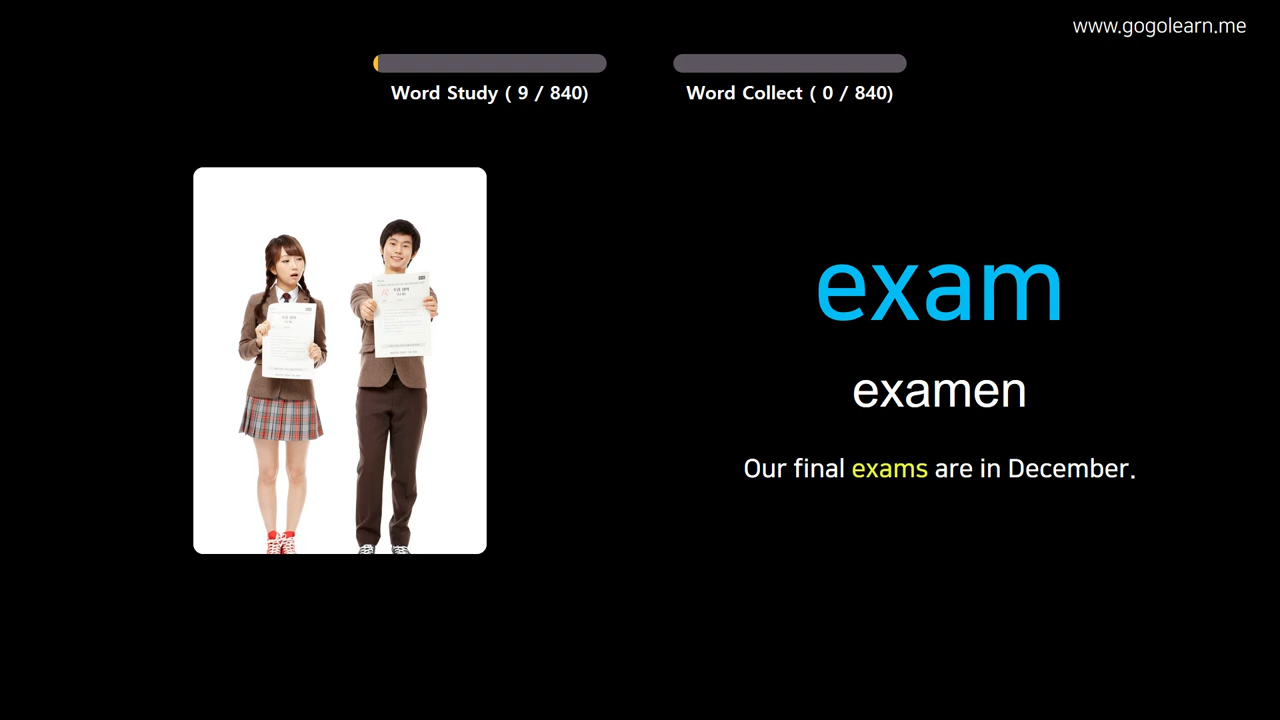 www.gogolearn.me
Word Study ( 9 / 840)
Word Collect ( 0 / 840)
exam
examen
Our final exams are in December.